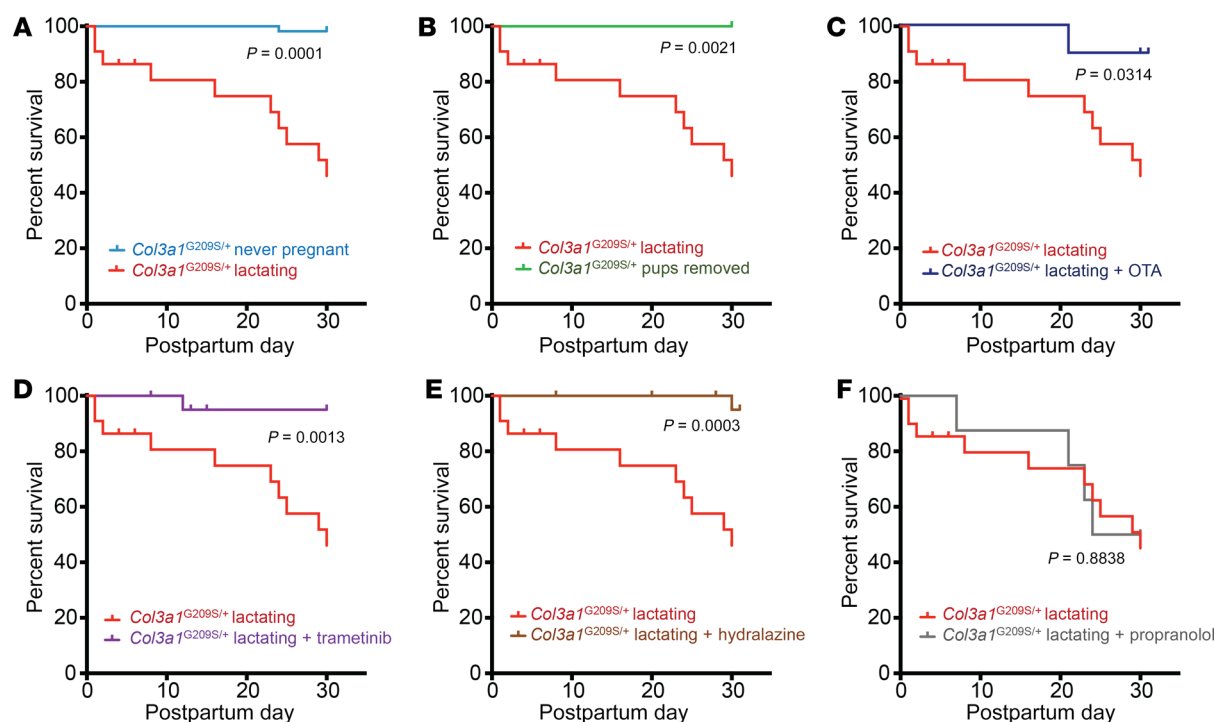 A
Percent survival
100
80
60
40
20
0
P = 0.0001
Col3a1G209S/+ never pregnant
Col3a1G209S/+ lactating
0 10 20 30
Postpartum day
B
Percent survival
100
80
60
40
20
0
P = 0.0021
Col3a1G209S/+ lactating
Col3a1G209S/+ pups removed
0 10 20 30
Postpartum day
C
Percent survival
100
80
60
40
20
0
P = 0.0314
Col3a1G209S/+ lactating
Col3a1G209S/+ lactating + OTA
0 10 20 30
Postpartum day
D
Percent survival
100
80
60
40
20
0
P = 0.0013
Col3a1G209S/+ lactating
Col3a1G209S/+ lactating + trametinib
0 10 20 30
Postpartum day
E
Percent survival
100
80
60
40
20
0
P = 0.0003
Col3a1G209S/+ lactating
Col3a1G209S/+ lactating + hydralazine
0 10 20 30
Postpartum day
F
Percent survival
100
80
60
40
20
0
P = 0.8838
Col3a1G209S/+ lactating
Col3a1G209S/+ lactating + propranolol
0 10 20 30
Postpartum day